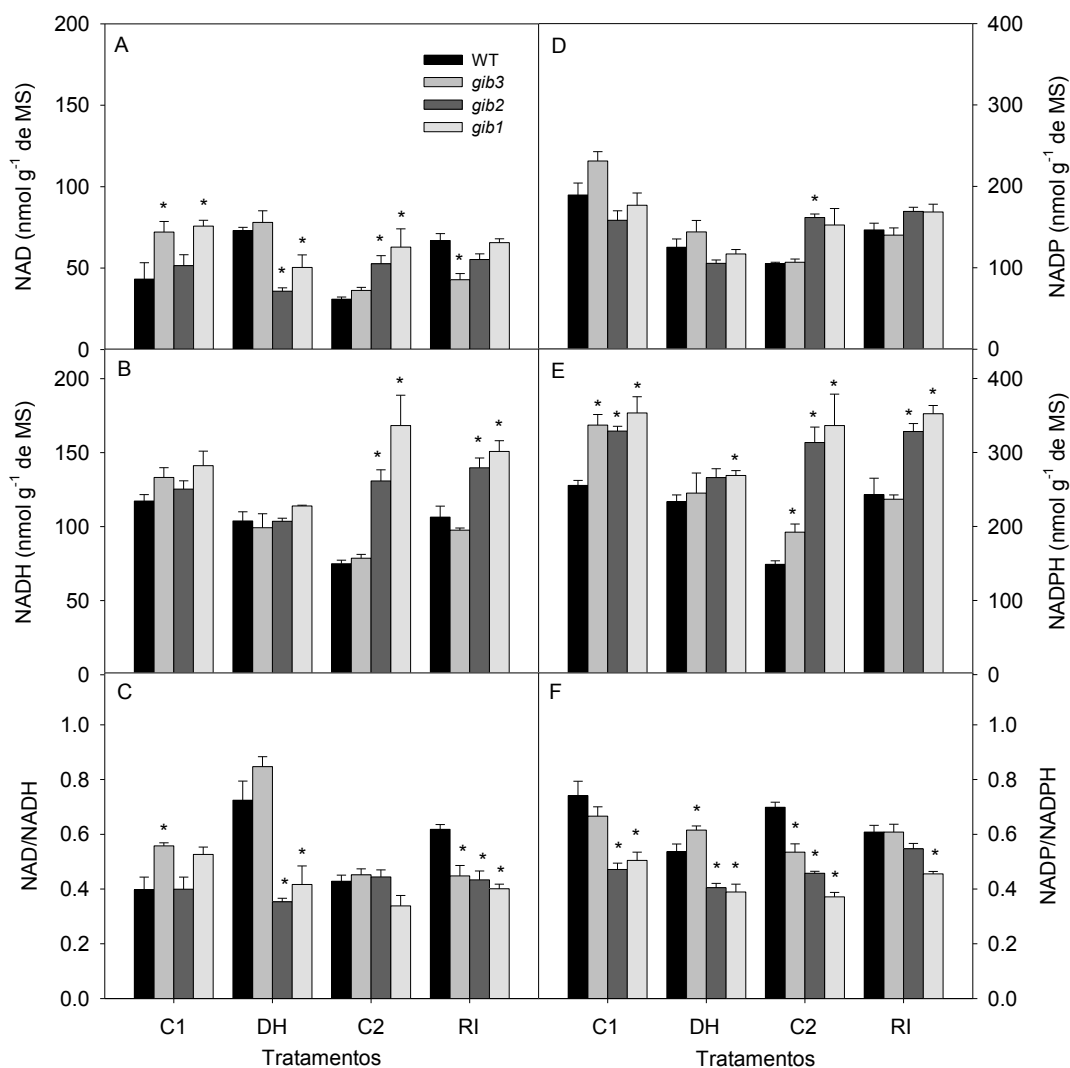 A
WT
gib3
gib2
gib1
200
150
100
50
0
NAD (nmol g-1 de MS)
* * * * * * *
D
400
300
200
100
0
NADP (nmol g-1 de MS)
*
B
200
150
100
50
0
NADH (nmol g-1 de MS)
* * * *
E
400
300
200
100
0
NADPH (nmol g-1 de MS)
* * * * * * * * *
C
1.0
0.8
0.6
0.4
0.2
0.0
NAD/NADH
* * * * * *
F
1.0
0.8
0.6
0.4
0.2
0.0
NADP/NADPH
* * * * * * * * *
C1 DH C2 RI
Tratamentos
C1 DH C2 RI
Tratamentos